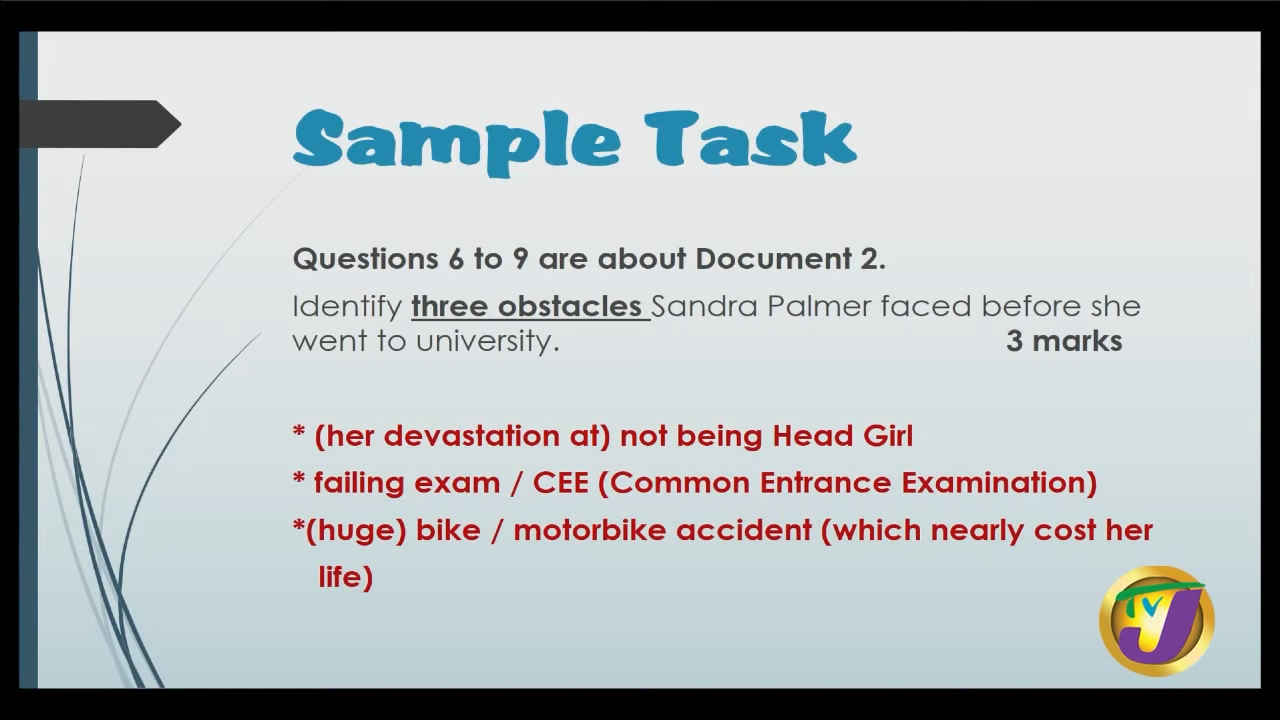 Sample Task
Questions 6 to 9 are about Document 2.
Identify three obstacles Sandra Palmer faced before she
went to university. 3 marks
* (her devastation at) not being Head Girl
* failing exam / CEE (Common Entrance Examination)
*(huge) bike / motorbike accident (which nearly cost her
life)
TVJ